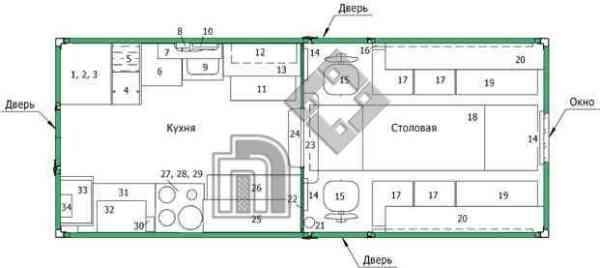 Дверь
8 10
7 12 14 16 20
5 6 9 13 15 17 17 19
1, 2, 3
4 11
Дверь Окно
Кухня 24 23 Столовая 18 14
27, 28, 29
33 31 26 14 15 17 17 19
34 32 22
30 25 21 20
Дверь